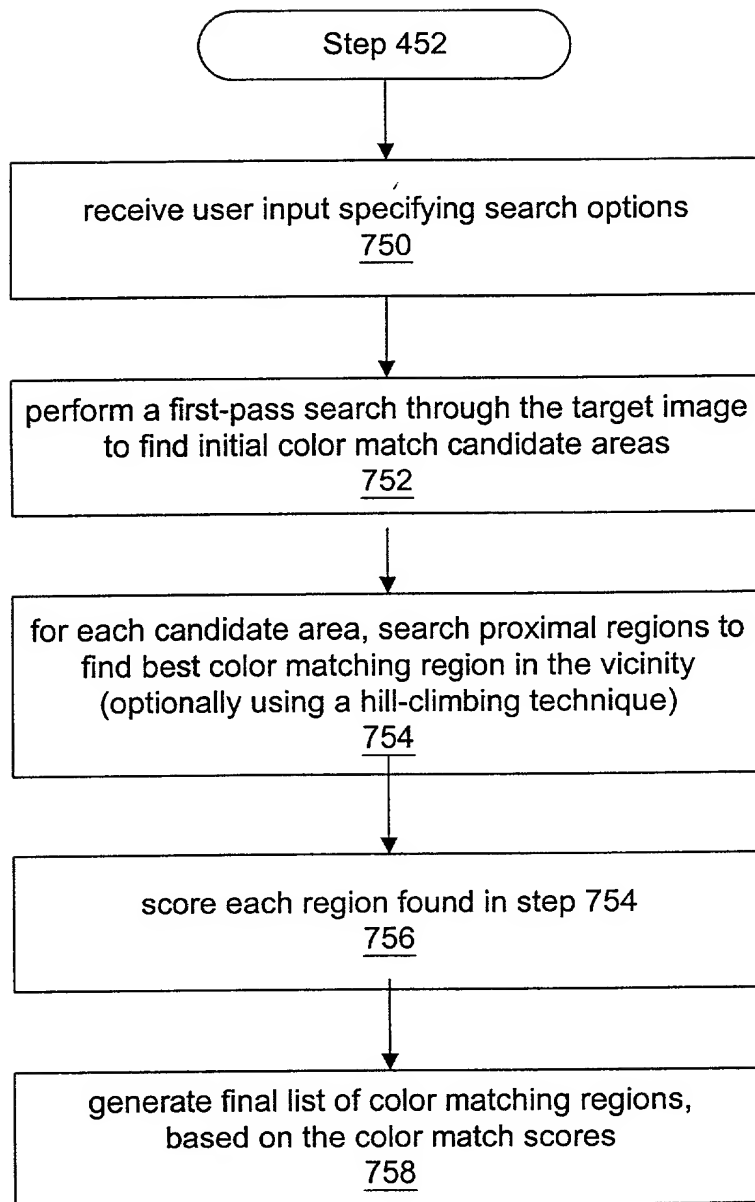 Step 452
receive user input specifying search options
750
perform a first-pass search through the target image
to find initial color match candidate areas
752
for each candidate area, search proximal regions to
find best color matching region in the vicinity
(optionally using a hill-climbing technique)
754
score each region found in step 754
756
generate final list of color matching regions,
based on the color match scores
758